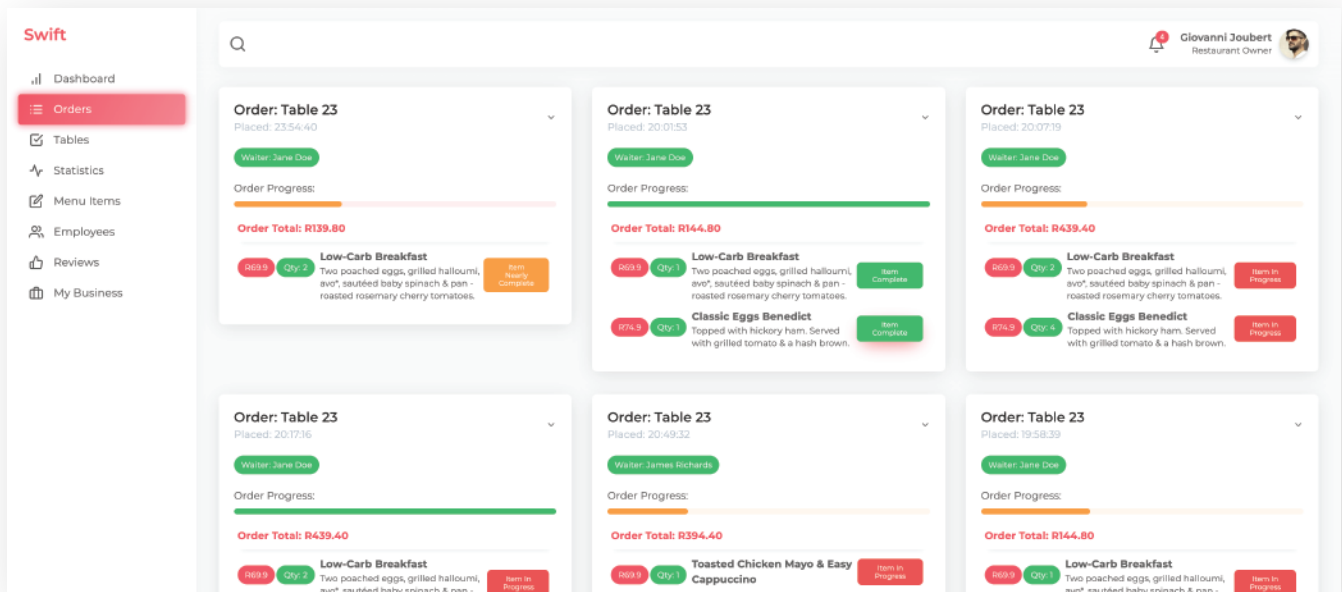 Swift
Dashboard
Orders
Tables
Statistics
Menu Items
Employees
Reviews
My Business
4
Giovanni Joubert
Restaurant Owner
Order: Table 23
Placed: 23:54:40
Waiter: Jane Doe
Order Progress:
Order Total: R139.80
R69.9 Qty: 2
Low-Carb Breakfast
Two poached eggs, grilled halloumi,
avo*, sautéed baby spinach & pan -
roasted rosemary cherry tomatoes.
Item
Nearly
Complete
Order: Table 23
Placed: 20:01:53
Waiter: Jane Doe
Order Progress:
Order Total: R144.80
R69.9 Qty: 1
Low-Carb Breakfast
Two poached eggs, grilled halloumi,
avo*, sautéed baby spinach & pan -
roasted rosemary cherry tomatoes.
Item
Complete
R74.9 Qty: 1
Classic Eggs Benedict
Topped with hickory ham. Served
with grilled tomato & a hash brown.
Item
Complete
Order: Table 23
Placed: 20:07:19
Waiter: Jane Doe
Order Progress:
Order Total: R439.40
R69.9 Qty: 2
Low-Carb Breakfast
Two poached eggs, grilled halloumi,
avo*, sautéed baby spinach & pan -
roasted rosemary cherry tomatoes.
Item In
Progress
R74.9 Qty: 4
Classic Eggs Benedict
Topped with hickory ham. Served
with grilled tomato & a hash brown.
Item In
Progress
Order: Table 23
Placed: 20:17:16
Waiter: Jane Doe
Order Progress:
Order Total: R439.40
R69.9 Qty: 2
Low-Carb Breakfast
Two poached eggs, grilled halloumi,
avo*, sautéed baby spinach & pan -
Item In
Progress
Order: Table 23
Placed: 20:49:32
Waiter: James Richards
Order Progress:
Order Total: R394.40
R69.9 Qty: 1
Toasted Chicken Mayo & Easy
Cappuccino
Item In
Progress
Order: Table 23
Placed: 19:58:39
Waiter: Jane Doe
Order Progress:
Order Total: R144.80
R69.9 Qty: 1
Low-Carb Breakfast
Two poached eggs, grilled halloumi,
avo*, sautéed baby spinach & pan -
Item In
Progress